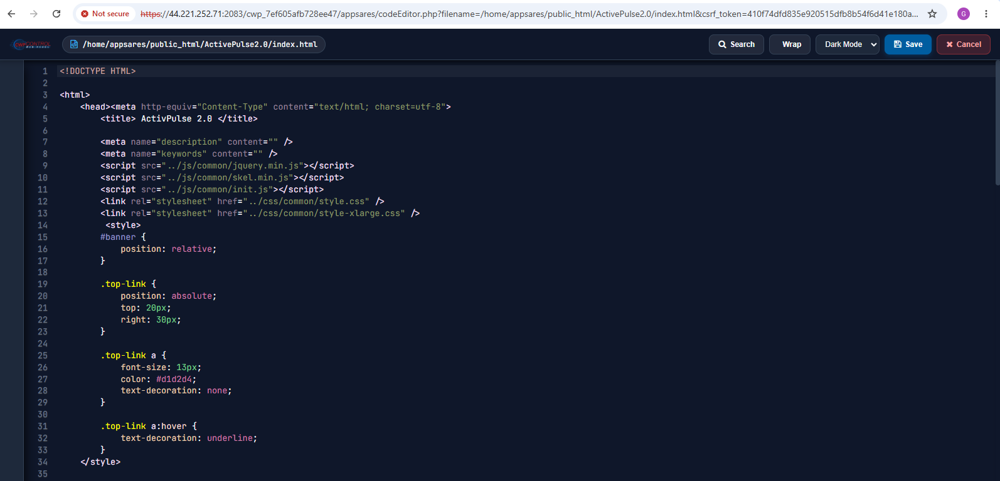 Not secure
https://44.221.252.71:2083/cwp_7ef605afb728ee47/appsares/codeEditor.php?filename=/home/appsares/public_html/ActivePulse2.0/index.html&csrf_token=410f74dfd835e920515dfb8b54f6d41e180a...
G
CWPCONTROL
/home/appsares/public_html/ActivePulse2.0/index.html
Search
Wrap
Dark Mode
Save
Cancel
1 <!DOCTYPE HTML>
2
3 <html>
4 <head><meta http-equiv="Content-Type" content="text/html; charset=utf-8">
5 <title> ActivPulse 2.0 </title>
6
7 <meta name="description" content="" />
8 <meta name="keywords" content="" />
9 <script src="../js/common/jquery.min.js"></script>
10 <script src="../js/common/skel.min.js"></script>
11 <script src="../js/common/init.js"></script>
12 <link rel="stylesheet" href="../css/common/style.css" />
13 <link rel="stylesheet" href="../css/common/style-xlarge.css" />
14 <style>
15 #banner {
16 position: relative;
17 }
18
19 .top-link {
20 position: absolute;
21 top: 20px;
22 right: 30px;
23 }
24
25 .top-link a {
26 font-size: 13px;
27 color: #d1d2d4;
28 text-decoration: none;
29 }
30
31 .top-link a:hover {
32 text-decoration: underline;
33 }
34 </style>
35